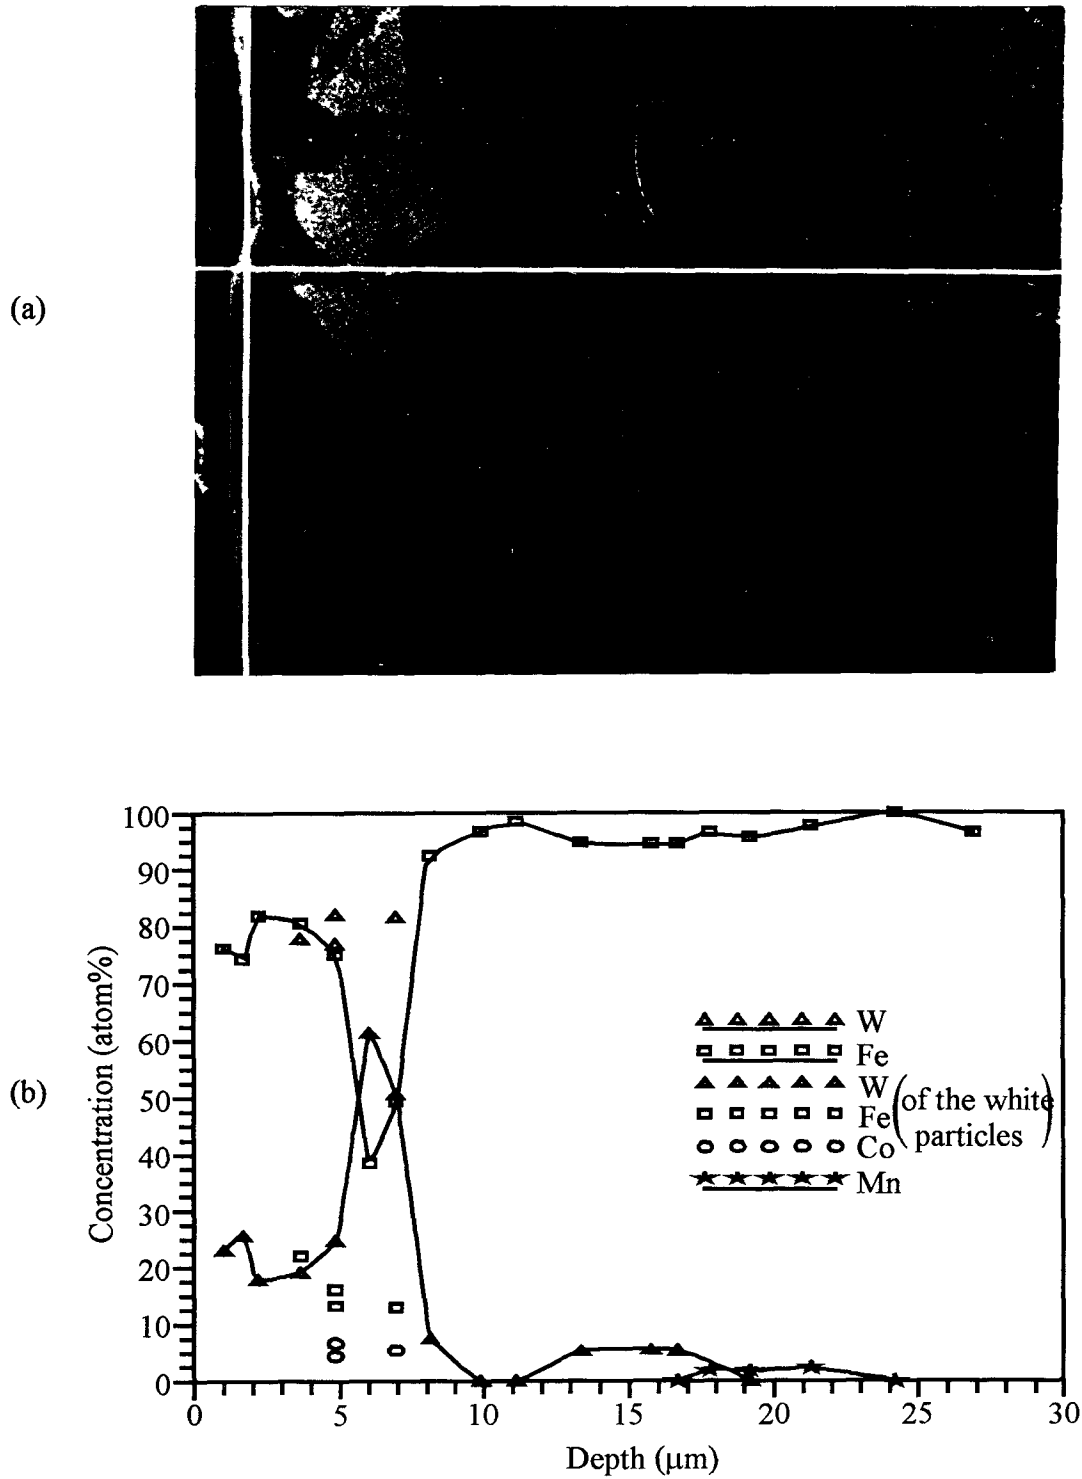 (a)
(b)
Concentration (atom%)
100
90
80
70
60
50
40
30
20
10
0
W
Fe
W
Fe (of the white
particles)
Co
Mn
0 5 10 15 20 25 30
Depth (μm)